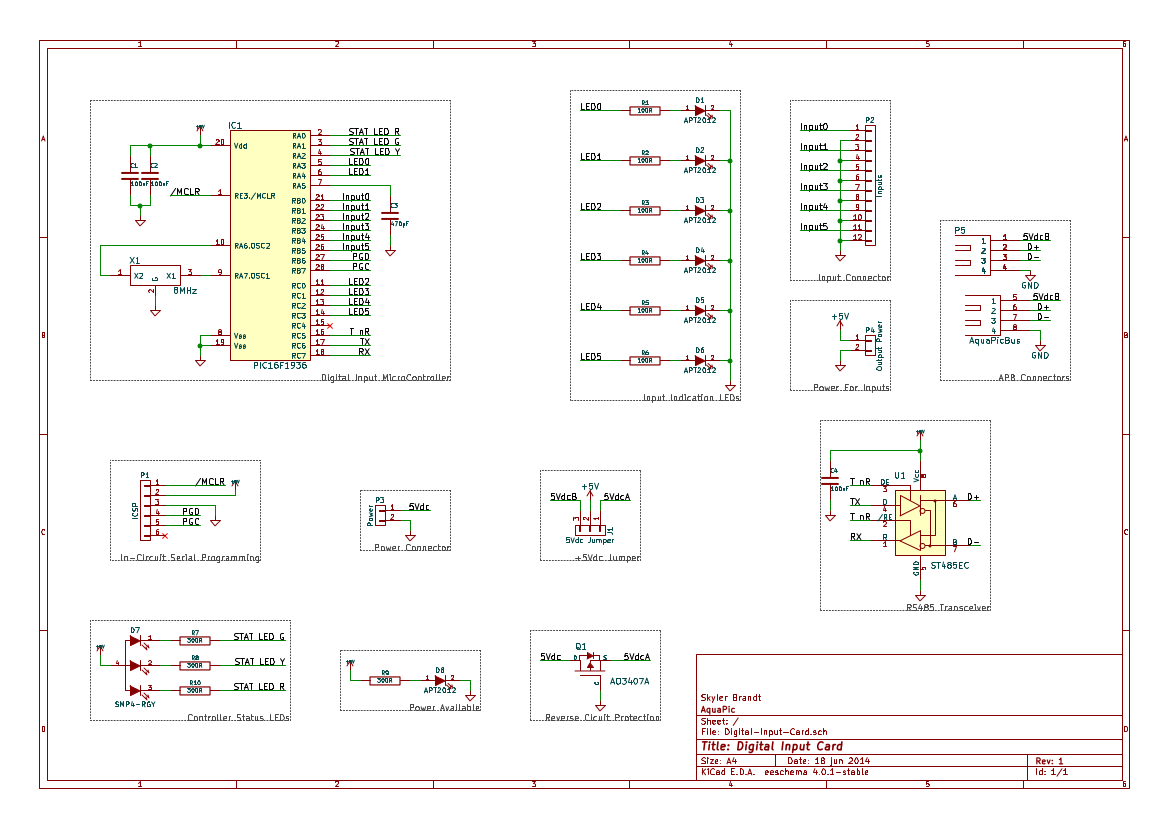 1 2 3 4 5 6
A
B
C
D
IC1
20 Vdd
C1
100nF
C2
100nF
/MCLR
1 RE3./MCLR
10 RA6.OSC2
9 RA7.OSC1
X1
1 X2 X1 3
G
2
8MHz
8 Vss
19 Vss
RA0 2 STAT LED R
RA1 3 STAT LED G
RA2 4 STAT LED Y
RA3 5 LED0
RA4 6 LED1
RA5 7
RB0 21 Input0
RB1 22 Input1
RB2 23 Input2
RB3 24 Input3
RB4 25 Input4
RB5 26 Input5
RB6 27 PGD
RB7 28 PGC
RC0 11 LED2
RC1 12 LED3
RC2 13 LED4
RC3 14 LED5
RC4 15
RC5 16 T nR
RC6 17 TX
RC7 18 RX
C3
470pF
PIC16F1936
Digital Input MicroController
LED0 R1 100R 1 D1 2 APT2012
LED1 R2 100R 1 D2 2 APT2012
LED2 R3 100R 1 D3 2 APT2012
LED3 R4 100R 1 D4 2 APT2012
LED4 R5 100R 1 D5 2 APT2012
LED5 R6 100R 1 D6 2 APT2012
Input Indication LEDs
P2
Input0 1
2
Input1 3
4
Input2 5
6
Input3 7
8
Input4 9
10
Input5 11
12
Inputs
Input Connector
+5V
P4
1
2
Output Power
Power For Inputs
P5
1 1 5VdcB
2 2 D+
3 3 D-
4 4
GND
1 5 5VdcB
2 6 D+
3 7 D-
4 8
AquaPicBus
GND
APB Connectors
P1
ICSP
1 /MCLR
2
3
4 PGD
5 PGC
6
In-Circuit Serial Programming
P3
Power
1 5Vdc
2
Power Connector
+5V
5VdcB 5VdcA
3 2 1
J1
5Vdc Jumper
+5Vdc Jumper
C4
100nF
U1
Vcc
8
T nR DE
3
TX D
4
T nR /RE
2
RX R
1
A D+
6
B D-
7
GND
5
ST485EC
RS485 Transceiver
D7
1 R7 300R STAT LED G
4 2 R8 300R STAT LED Y
3 R10 300R STAT LED R
SMP4-RGY
Controller Status LEDs
R9
300R
D8
1 2
APT2012
Power Available
Q1
5Vdc D S 5VdcA
G
AO3407A
Reverse Cicuit Protection
Skyler Brandt
AquaPic
Sheet: /
File: Digital-Input-Card.sch
Title: Digital Input Card
Size: A4 Date: 18 jun 2014 Rev: 1
KiCad E.D.A. eeschema 4.0.1-stable Id: 1/1
1 2 3 4 5 6
A
B
C
D